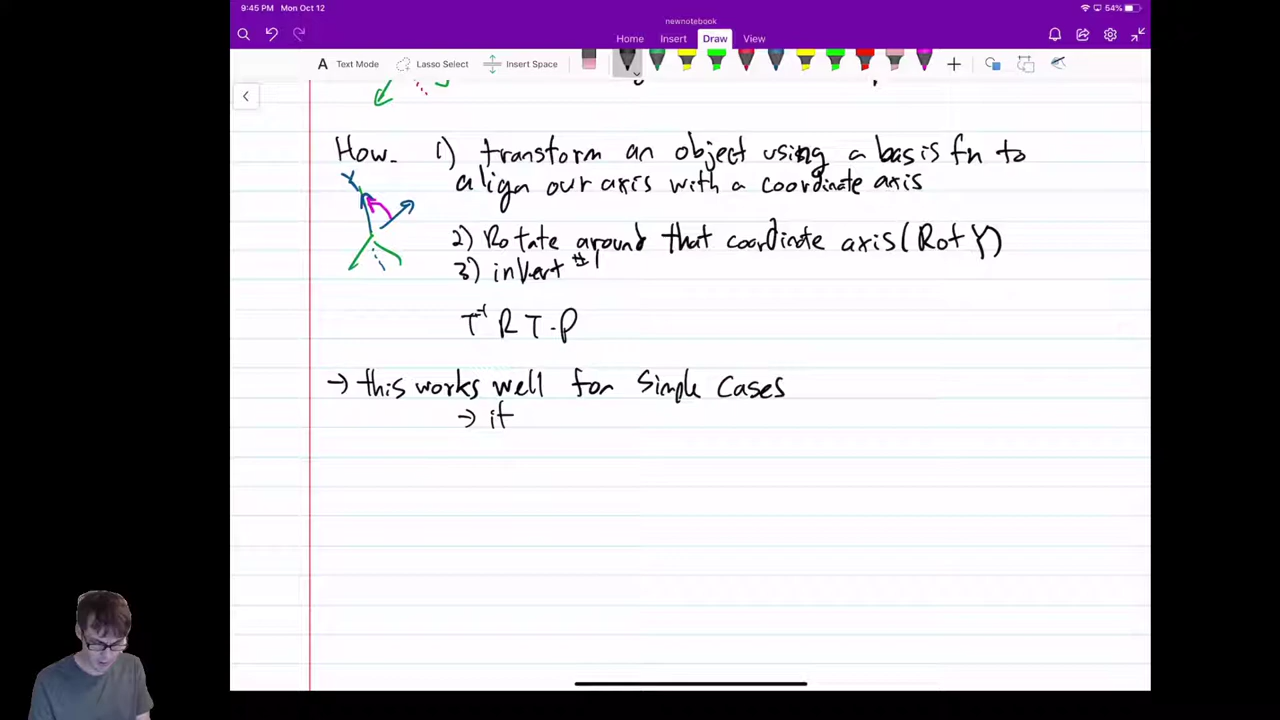 9:45 PM Mon Oct 12
54%
newnotebook
Home Insert Draw View
Text Mode Lasso Select Insert Space
How. 1) transform an object using a basis fn to
align our axis with a coordinate axis
Y
2) Rotate around that coordinate axis (Rot Y)
3) invert #1
T⁻¹ R T · P
→ this works well for simple cases
→ if